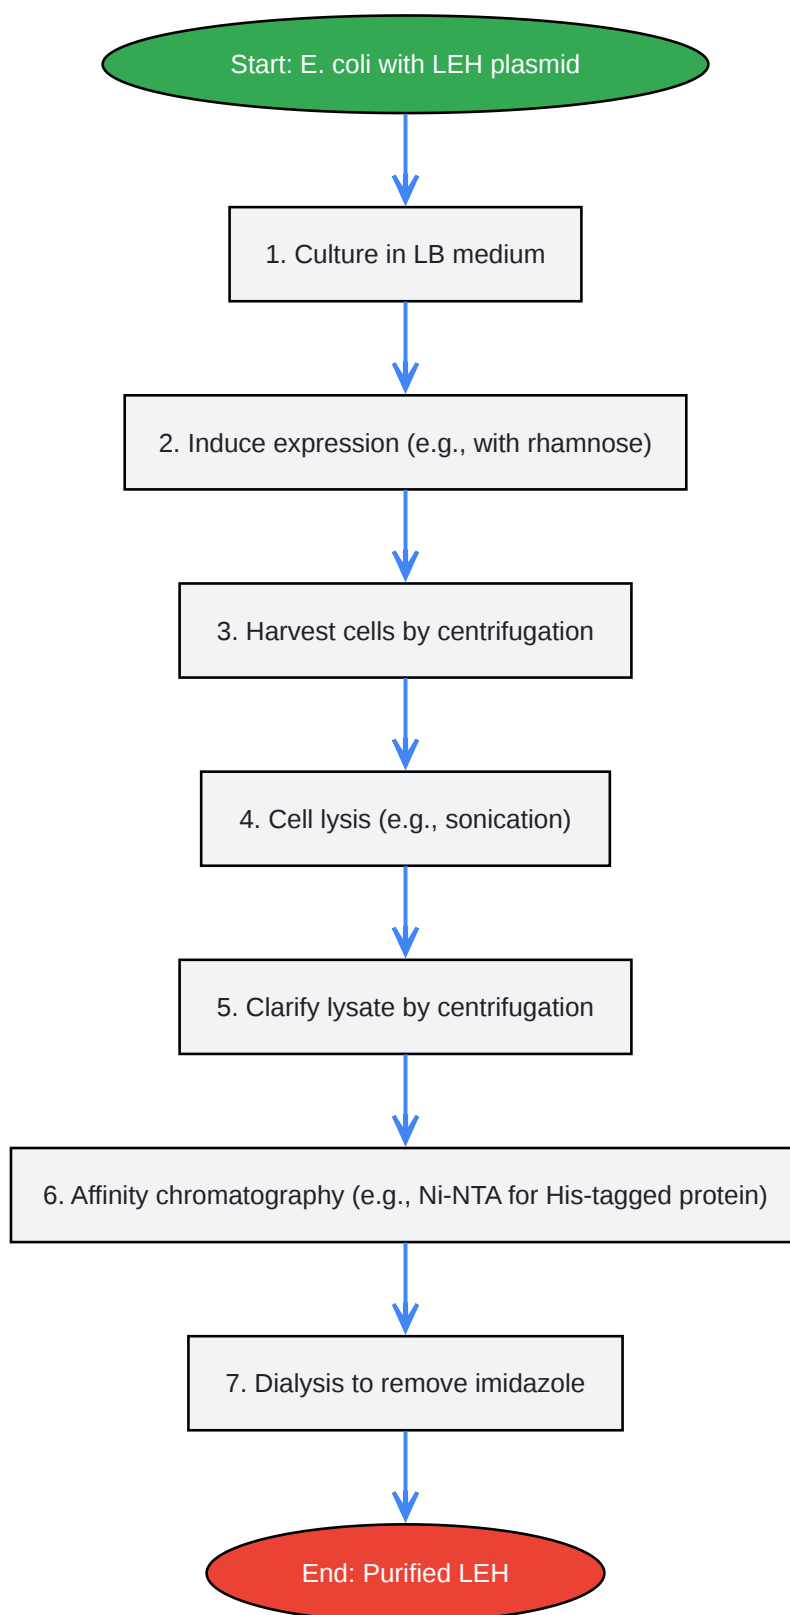 Start: E. coli with LEH plasmid
1. Culture in LB medium
2. Induce expression (e.g., with rhamnose)
3. Harvest cells by centrifugation
4. Cell lysis (e.g., sonication)
5. Clarify lysate by centrifugation
6. Affinity chromatography (e.g., Ni-NTA for His-tagged protein)
7. Dialysis to remove imidazole
End: Purified LEH